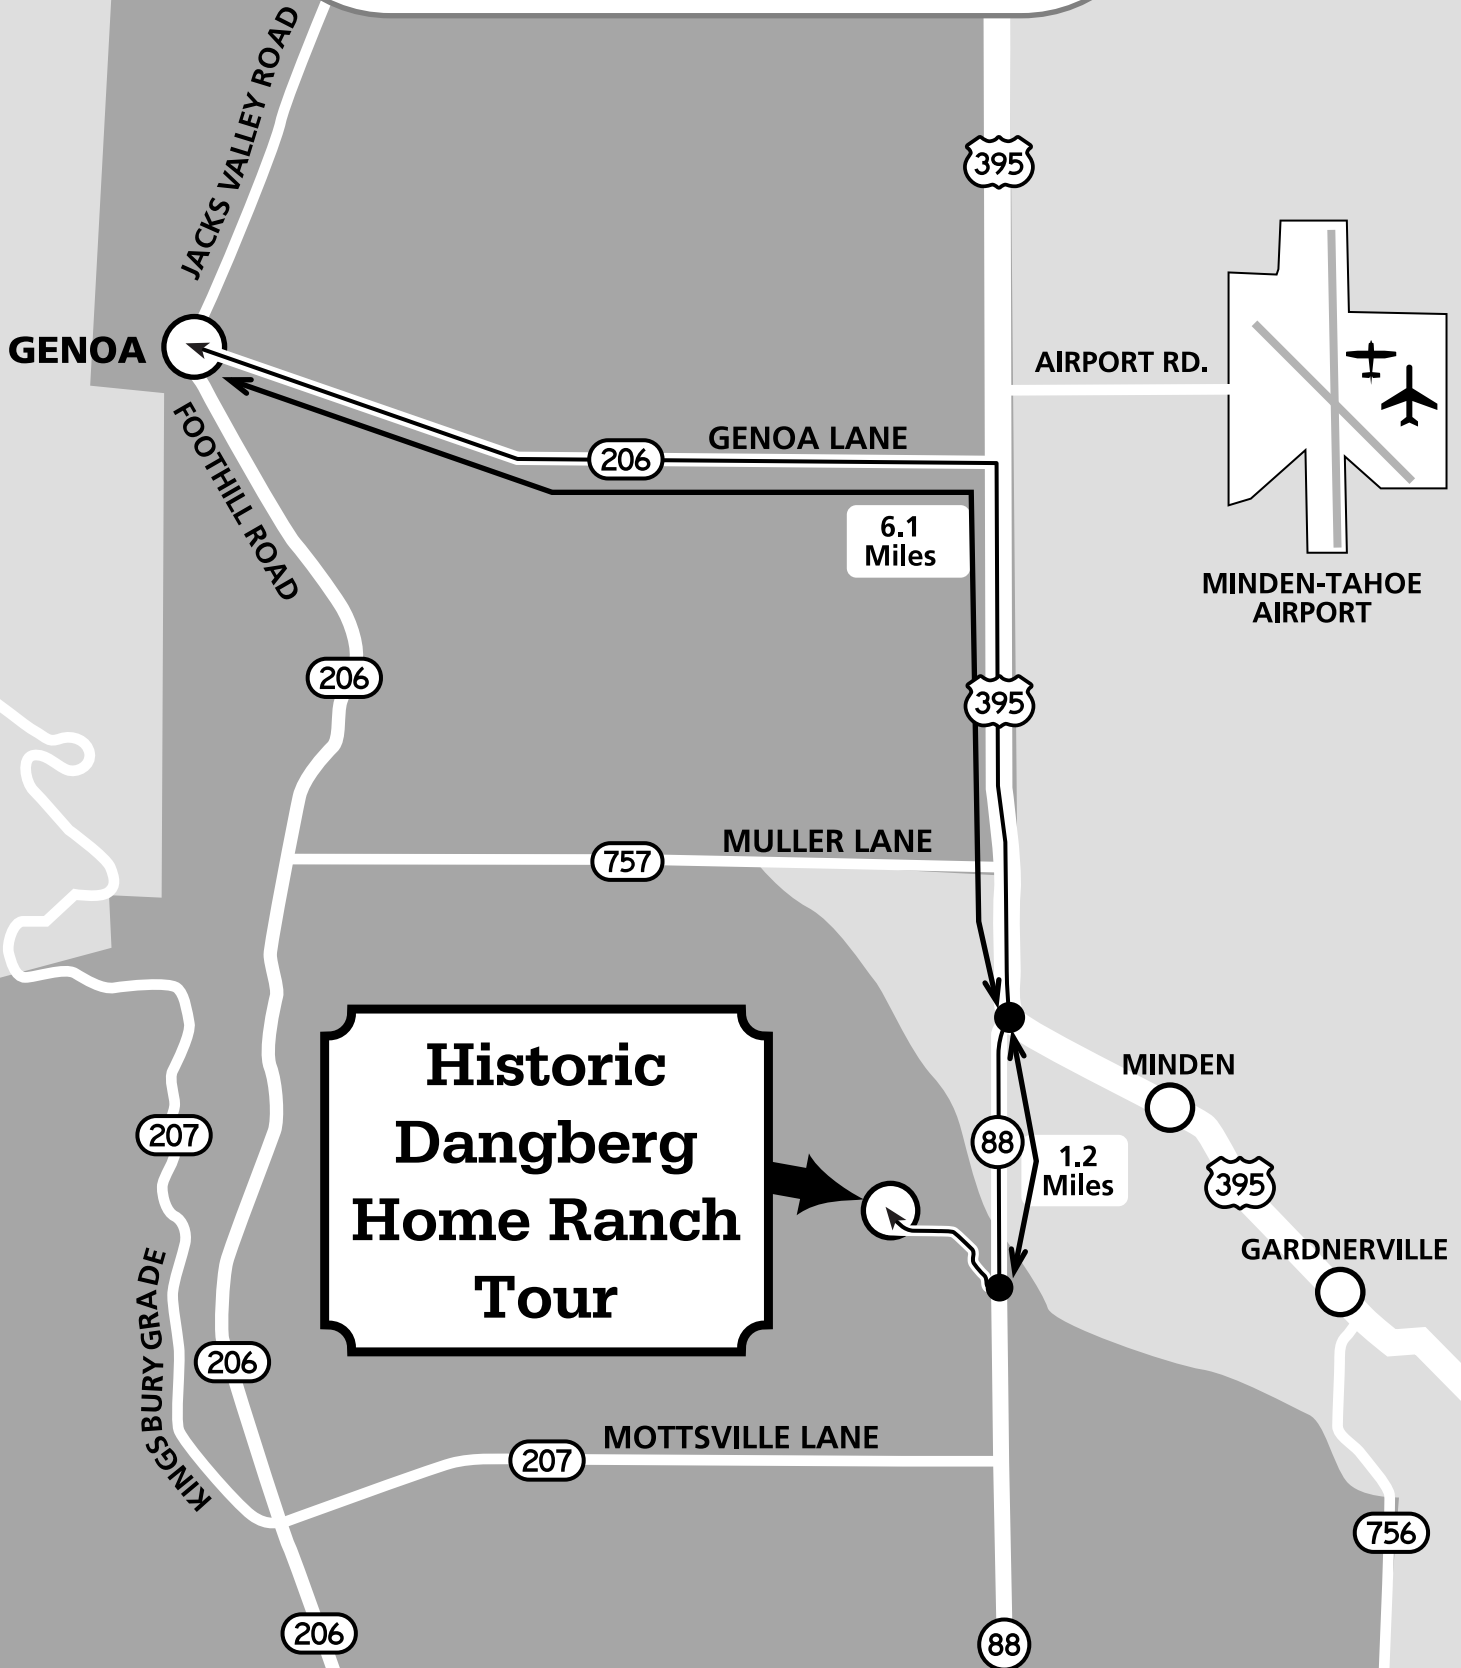 JACKS VALLEY ROAD
395
GENOA
AIRPORT RD.
GENOA LANE
206
FOOTHILL ROAD
6.1
Miles
MINDEN-TAHOE
AIRPORT
206
395
MULLER LANE
757
Historic
Dangberg
Home Ranch
Tour
MINDEN
207
88
1.2
Miles
395
GARDNERVILLE
KINGSBURY GRADE
206
MOTTSVILLE LANE
207
756
206
88